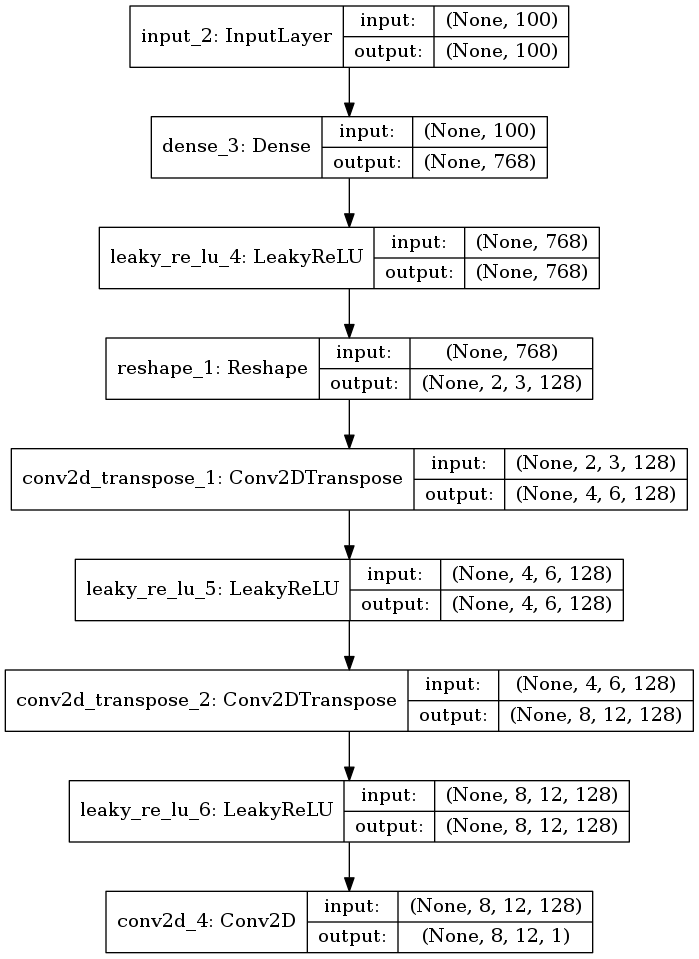 input_2: InputLayer
input: (None, 100)
output: (None, 100)
dense_3: Dense
input: (None, 100)
output: (None, 768)
leaky_re_lu_4: LeakyReLU
input: (None, 768)
output: (None, 768)
reshape_1: Reshape
input: (None, 768)
output: (None, 2, 3, 128)
conv2d_transpose_1: Conv2DTranspose
input: (None, 2, 3, 128)
output: (None, 4, 6, 128)
leaky_re_lu_5: LeakyReLU
input: (None, 4, 6, 128)
output: (None, 4, 6, 128)
conv2d_transpose_2: Conv2DTranspose
input: (None, 4, 6, 128)
output: (None, 8, 12, 128)
leaky_re_lu_6: LeakyReLU
input: (None, 8, 12, 128)
output: (None, 8, 12, 128)
conv2d_4: Conv2D
input: (None, 8, 12, 128)
output: (None, 8, 12, 1)